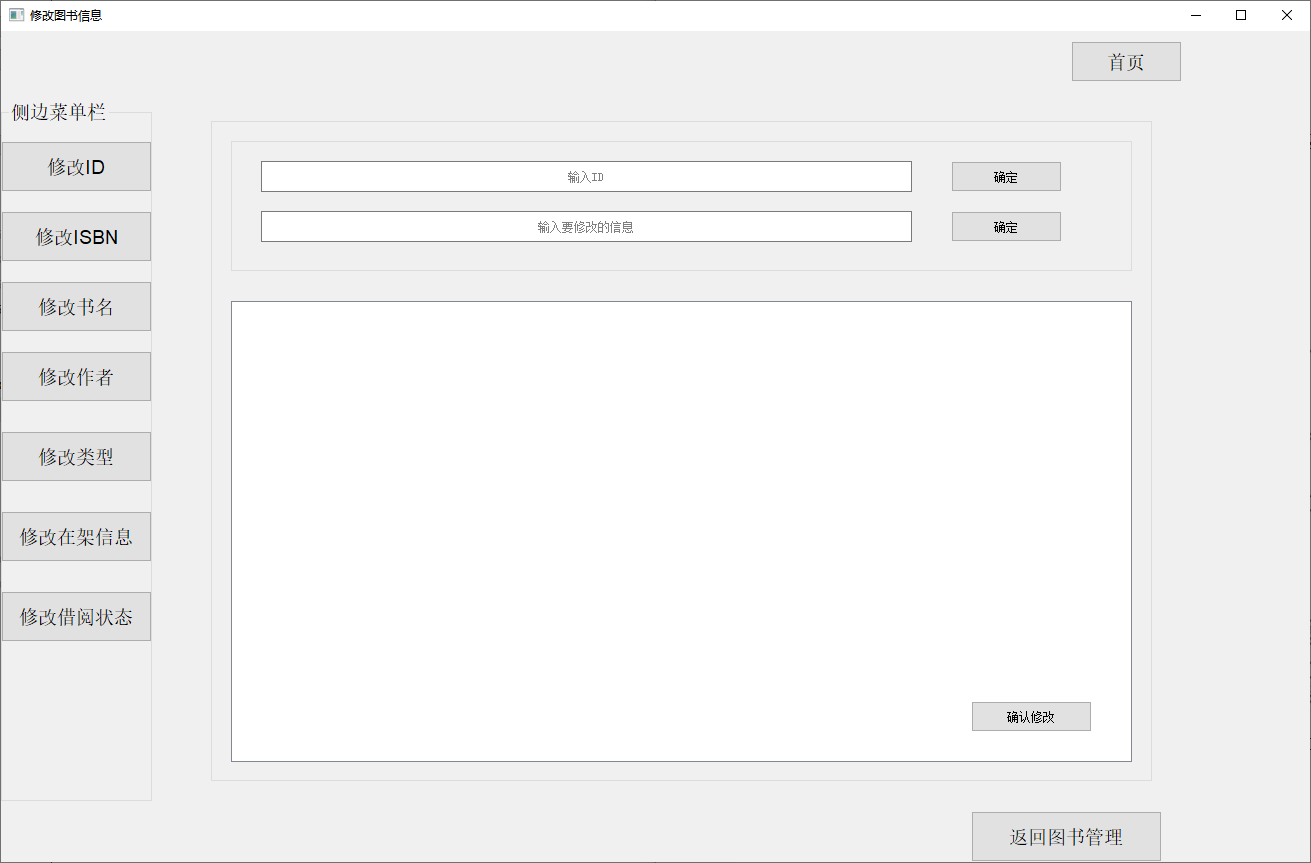 修改图书信息
首页
侧边菜单栏
修改ID
修改ISBN
修改书名
修改作者
修改类型
修改在架信息
修改借阅状态
输入ID
确定
输入要修改的信息
确定
确认修改
返回图书管理